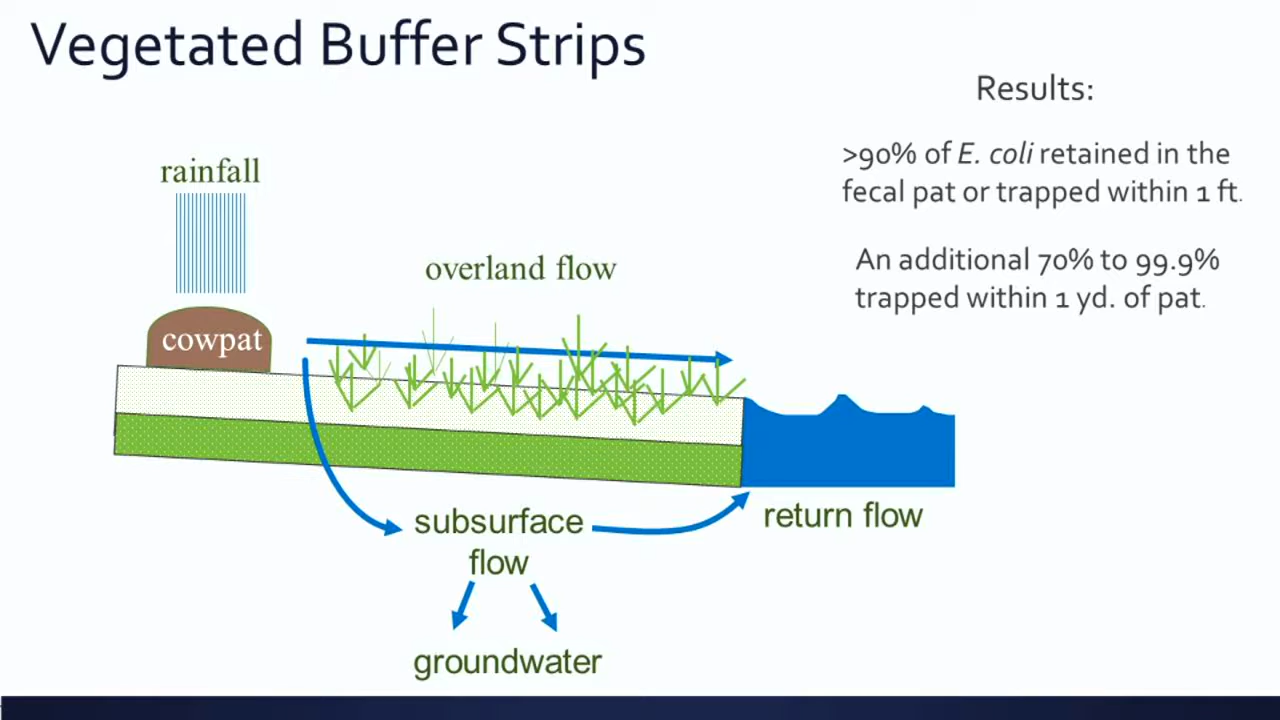 Vegetated Buffer Strips
Results:
>90% of E. coli retained in the
fecal pat or trapped within 1 ft.
An additional 70% to 99.9%
trapped within 1 yd. of pat.
rainfall
overland flow
cowpat
subsurface
flow
return flow
groundwater